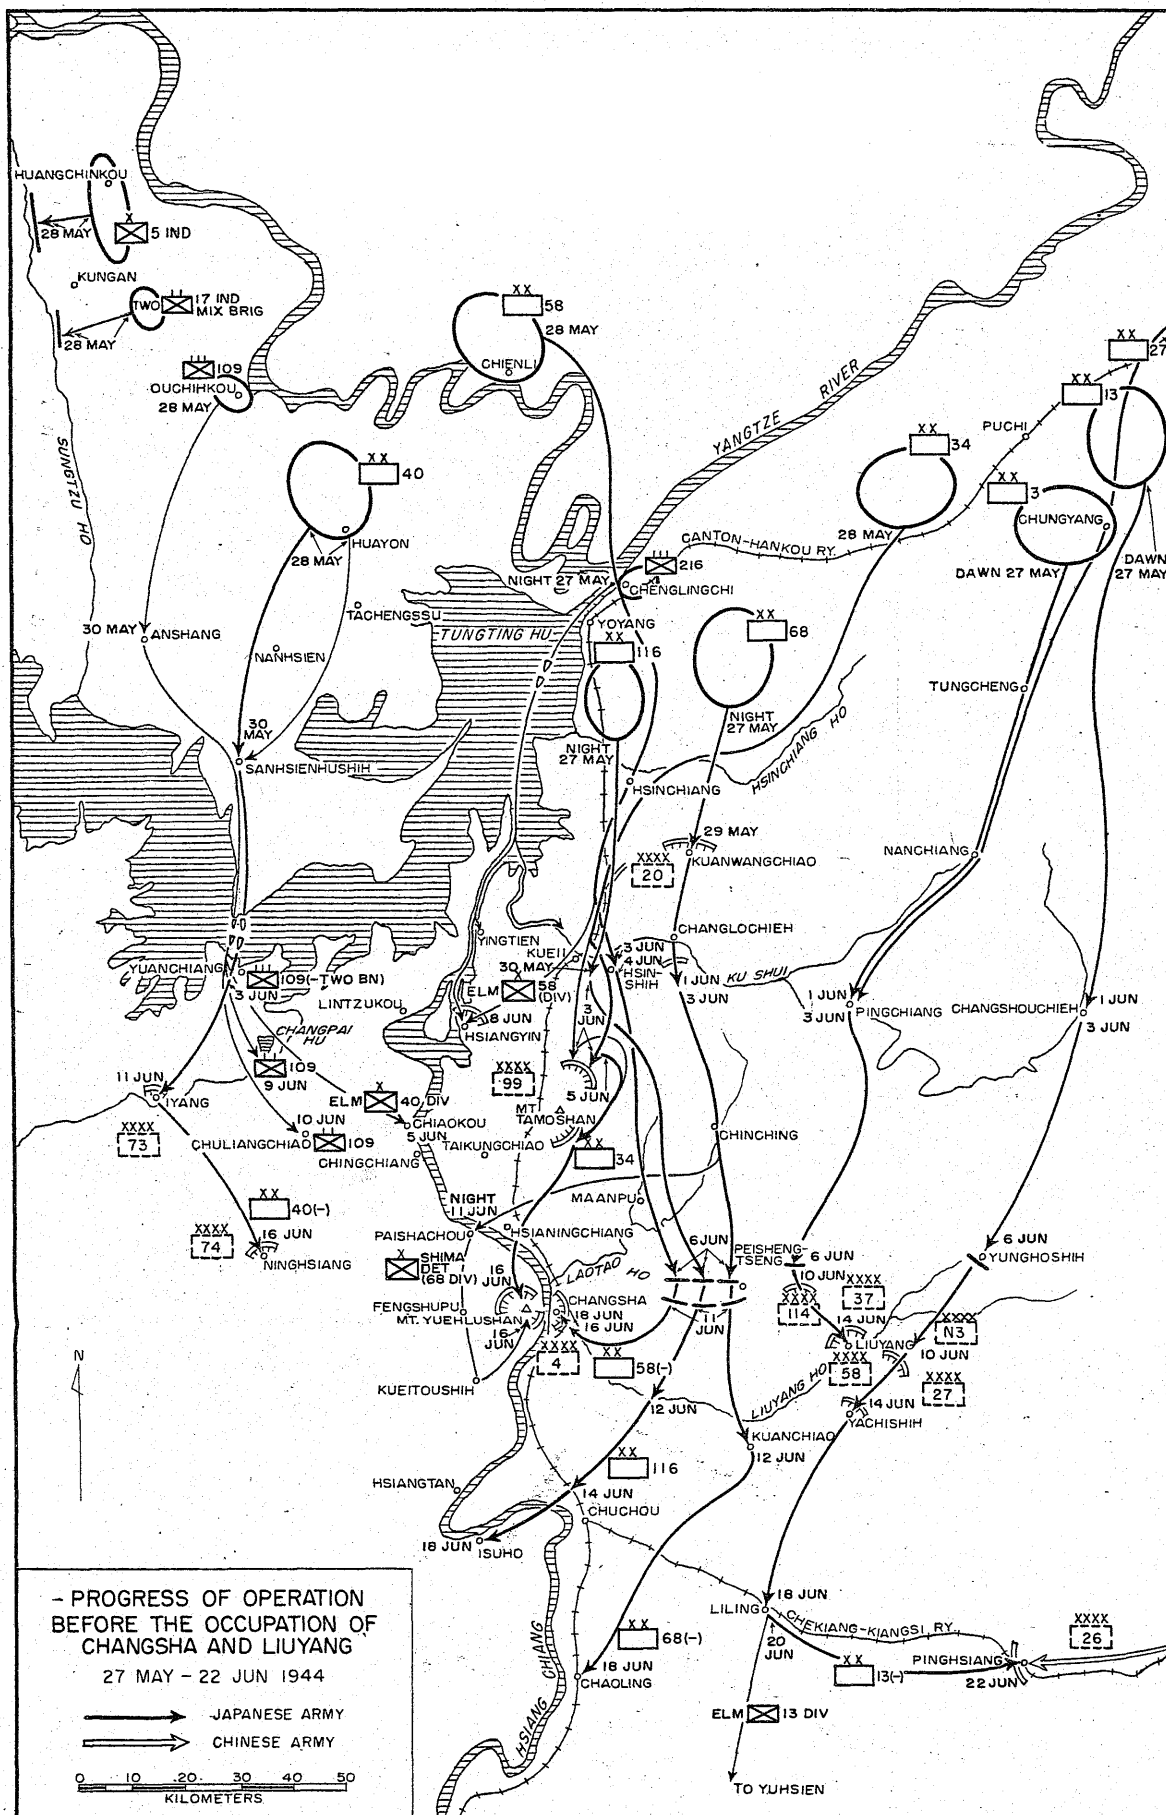 HUANGCHINKOU
X
28 MAY
5 IND
KUNGAN
TWO
II
17 IND
MIX BRIG
28 MAY
III
109
OUCHIHKOU
28 MAY
SUNGTZU HO
XX
58
28 MAY
CHIENLI
XX
40
HUAYON
28 MAY
YANGTZE RIVER
XX
27
XX
13
PUCHI
XX
34
XX
3
CHUNGYANG
28 MAY
CANTON-HANKOU RY.
DAWN 27 MAY
DAWN
27 MAY
III
216
NIGHT 27 MAY
CHENGLINGCHI
TACHENGSSU
30 MAY
ANSHANG
TUNGTING HU
YOYANG
XX
116
XX
68
NANHSIEN
TUNGCHENG
NIGHT
27 MAY
30
MAY
SANHSIENHUSHIH
NIGHT
27 MAY
HSINCHIANG
HSINCHIANG HO
29 MAY
KUANWANGCHIAO
XXXX
20
NANCHIANG
CHANGLOCHIEH
YINGTIEN
KUEII
30 MAY
3 JUN
4 JUN
HSIN-
SHIH
KU SHUI
YUANCHIANG
III
109(-TWO BN)
3 JUN
LINTZUKOU
ELM
58
(DIV)
8 JUN
HSIANGYIN
3
JUN
1 JUN
3 JUN
1 JUN
3 JUN
PINGCHIANG
CHANGSHOUCHIEH
1 JUN
3 JUN
CHANGPAI
HU
II
109
9 JUN
XXXX
99
5 JUN
11 JUN
IYANG
XXXX
73
ELM
X
40 DIV
CHIAOKOU
5 JUN
MT
TAMOSHAN
10 JUN
CHULIANGCHIAO
II
109
CHINGCHIANG
TAIKUNGCHIAO
XX
34
CHINCHING
NIGHT
11 JUN
MAANPU
XX
40(-)
XXXX
74
16 JUN
NINGHSIANG
PAISHACHOU
HSIANINGCHIANG
X
SHIMA
DET
(68 DIV)
16
JUN
LAOTAO HO
6 JUN
PEISHENG-
TSENG
6 JUN
10 JUN
XXXX
37
XXXX
114
6 JUN
YUNGHOSHIH
FENGSHUPU
MT. YUEHLUSHAN
16
JUN
CHANGSHA
18 JUN
16 JUN
11
JUN
14 JUN
LIUYANG
XXXX
N3
10 JUN
XXXX
58
XXXX
27
XXXX
4
XX
58(-)
KUEITOUSHIH
12 JUN
LIUYANG HO
14 JUN
YACHISHIH
KUANCHIAO
12 JUN
N
HSIANGTAN
XX
116
14 JUN
CHUCHOU
18 JUN
ISUHO
18 JUN
LILING
CHEKIANG-KIANGSI RY.
20
JUN
XX
68(-)
18 JUN
CHAOLING
XX
13(-)
PINGHSIANG
22 JUN
XXXX
26
HSIANG CHIANG
ELM
13 DIV
TO YUHSIEN
- PROGRESS OF OPERATION
BEFORE THE OCCUPATION OF
CHANGSHA AND LIUYANG
27 MAY - 22 JUN 1944
JAPANESE ARMY
CHINESE ARMY
0 10 20 30 40 50
KILOMETERS